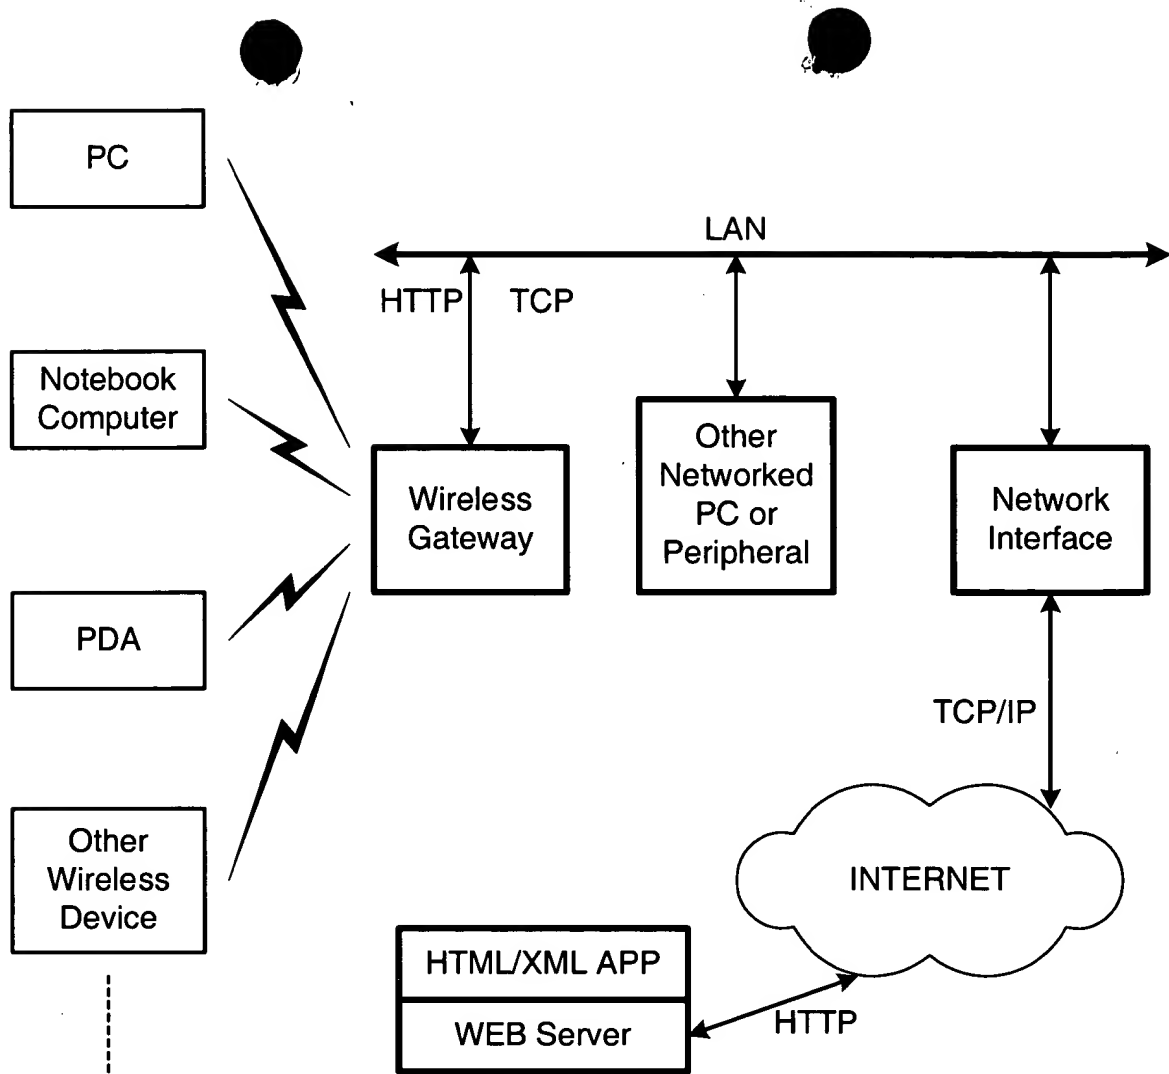 PC
Notebook
Computer
PDA
Other
Wireless
Device
LAN
HTTP
TCP
Wireless
Gateway
Other
Networked
PC or
Peripheral
Network
Interface
TCP/IP
INTERNET
HTML/XML APP
WEB Server
HTTP